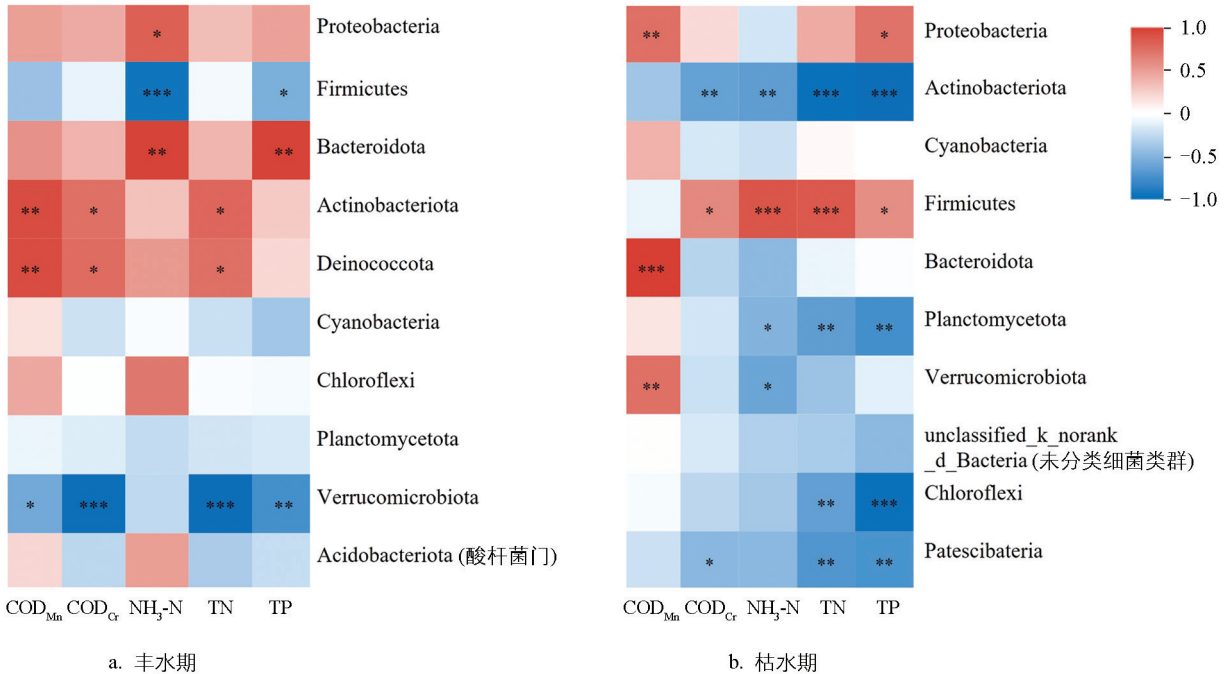 *
Proteobacteria
*** *
Firmicutes
** **
Bacteroidota
** * *
Actinobacteriota
** * *
Deinococcota
Cyanobacteria
Chloroflexi
Planctomycetota
* *** *** **
Verrucomicrobiota
Acidobacteriota (酸杆菌门)
COD_Mn COD_Cr NH_3-N TN TP
a. 丰水期
** *
Proteobacteria
** ** *** ***
Actinobacteriota
Cyanobacteria
* *** *** *
Firmicutes
***
Bacteroidota
* ** **
Planctomycetota
** *
Verrucomicrobiota
unclassified_k_norank
_d_Bacteria (未分类细菌类群)
** ***
Chloroflexi
* ** **
Patescibateria
COD_Mn COD_Cr NH_3-N TN TP
b. 枯水期
1.0
0.5
0
−0.5
−1.0